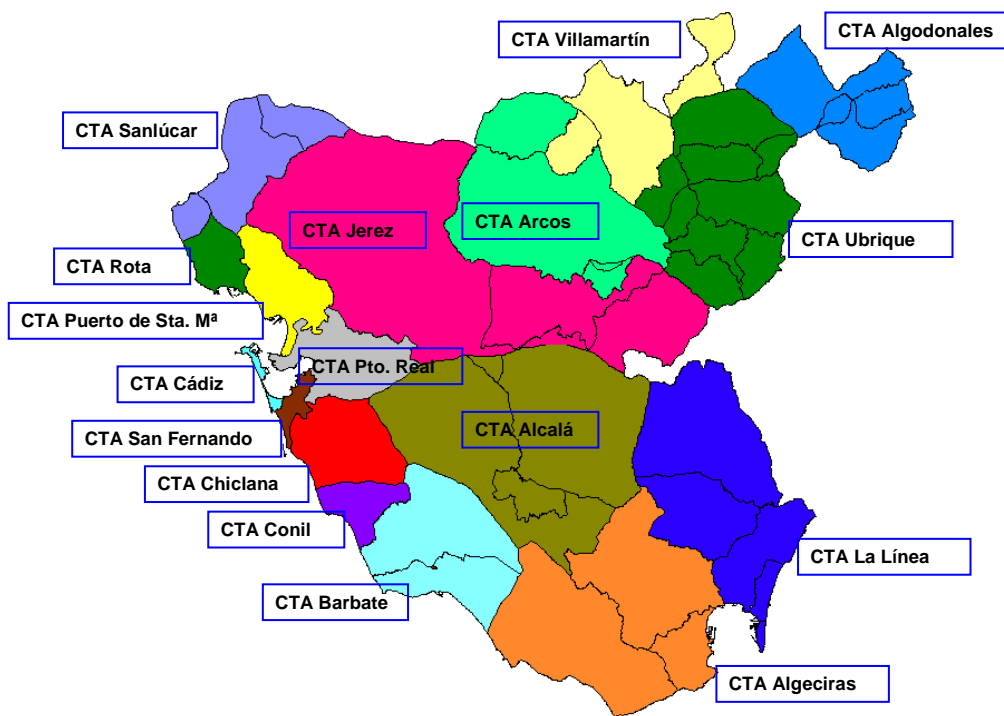 CTA Villamartín
CTA Algodonales
CTA Sanlúcar
CTA Jerez
CTA Arcos
CTA Ubrique
CTA Rota
CTA Puerto de Sta. Mª
CTA Pto. Real
CTA Cádiz
CTA San Fernando
CTA Alcalá
CTA Chiclana
CTA Conil
CTA La Línea
CTA Barbate
CTA Algeciras